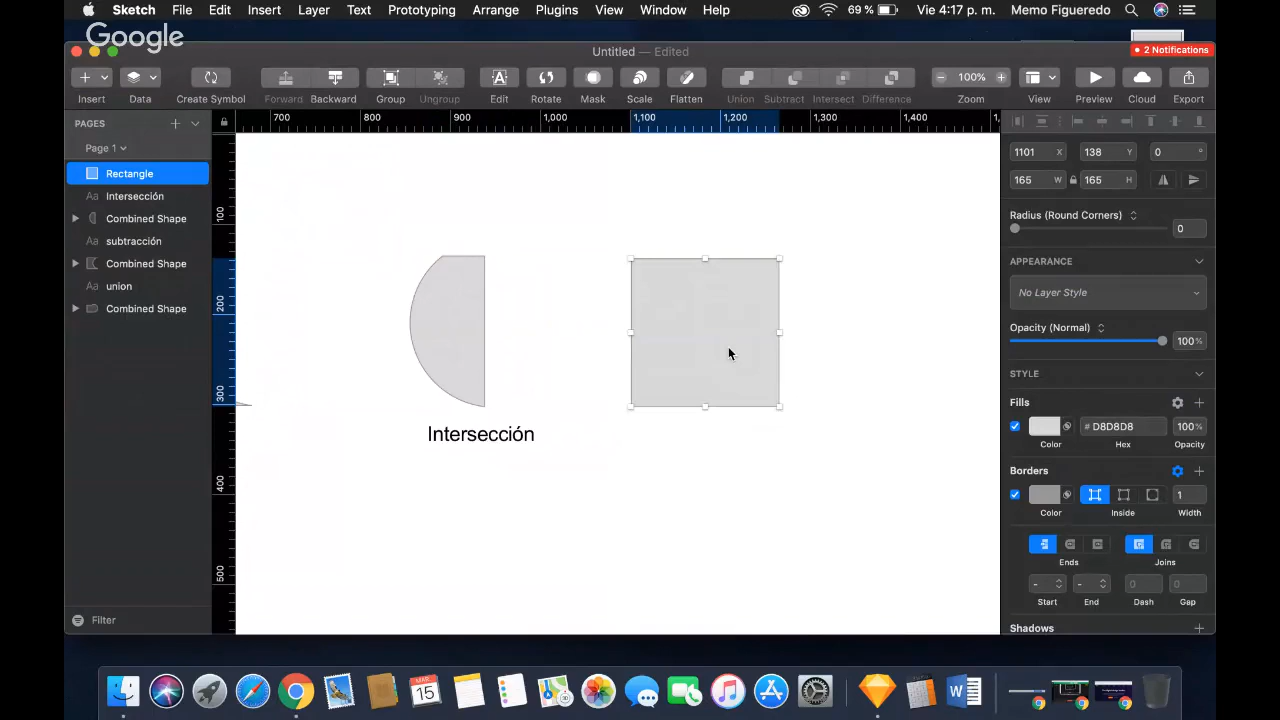 Sketch File Edit Insert Layer Text Prototyping Arrange Plugins View Window Help 69 % Vie 4:17 p. m. Memo Figueredo
Google
Untitled — Edited
2 Notifications
100%
Insert Data Create Symbol Forward Backward Group Ungroup Edit Rotate Mask Scale Flatten Union Subtract Intersect Difference Zoom View Preview Cloud Export
PAGES
Page 1
Rectangle
Intersección
Combined Shape
subtracción
Combined Shape
union
Combined Shape
Filter
700 800 900 1,000 1,100 1,200 1,300 1,400
100
200
300
400
500
Intersección
1101 X 138 Y 0 °
165 W 165 H
Radius (Round Corners)
0
APPEARANCE
No Layer Style
Opacity (Normal)
100%
STYLE
Fills
# D8D8D8 100%
Color Hex Opacity
Borders
1
Color Inside Width
Ends Joins
- - 0 0
Start End Dash Gap
Shadows
MAR
15